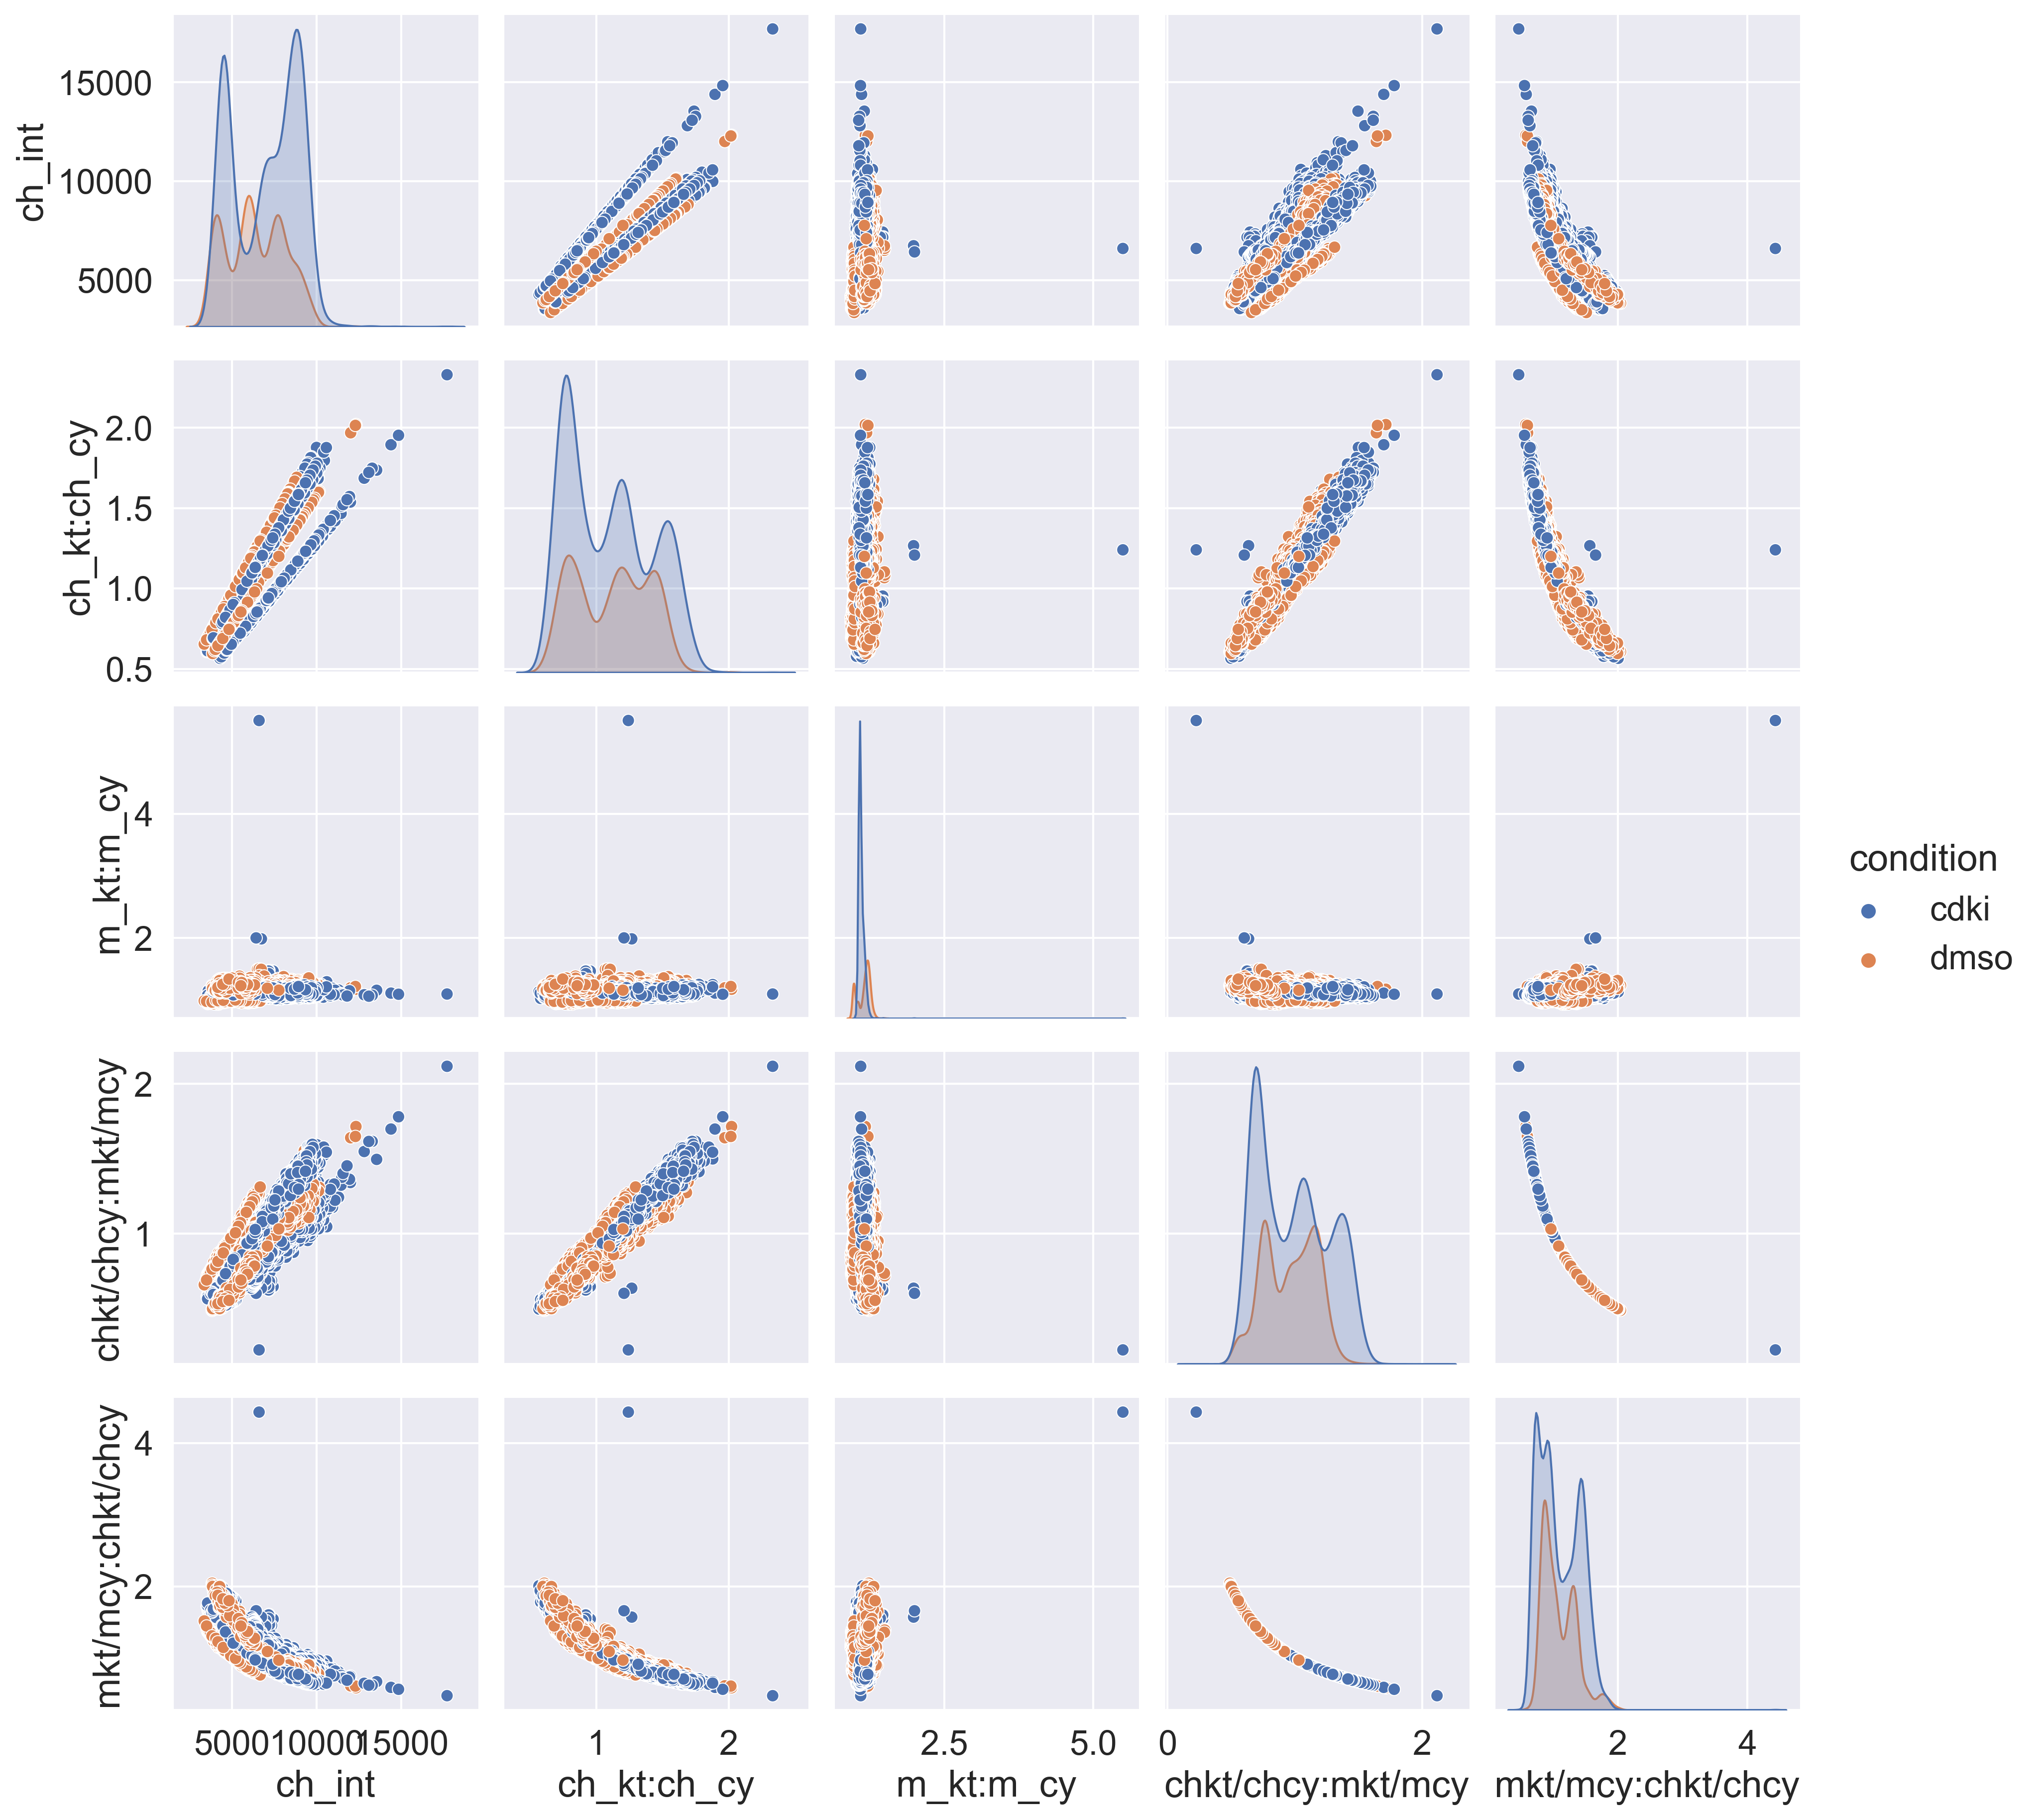 ch_int
15000
10000
5000
ch_kt:ch_cy
2.0
1.5
1.0
0.5
m_kt:m_cy
4
2
condition
cdki
dmso
chkt/chcy:mkt/mcy
2
1
mkt/mcy:chkt/chcy
4
2
5000 10000 15000
1 2
2.5 5.0
0 2
2 4
ch_int
ch_kt:ch_cy
m_kt:m_cy
chkt/chcy:mkt/mcy
mkt/mcy:chkt/chcy